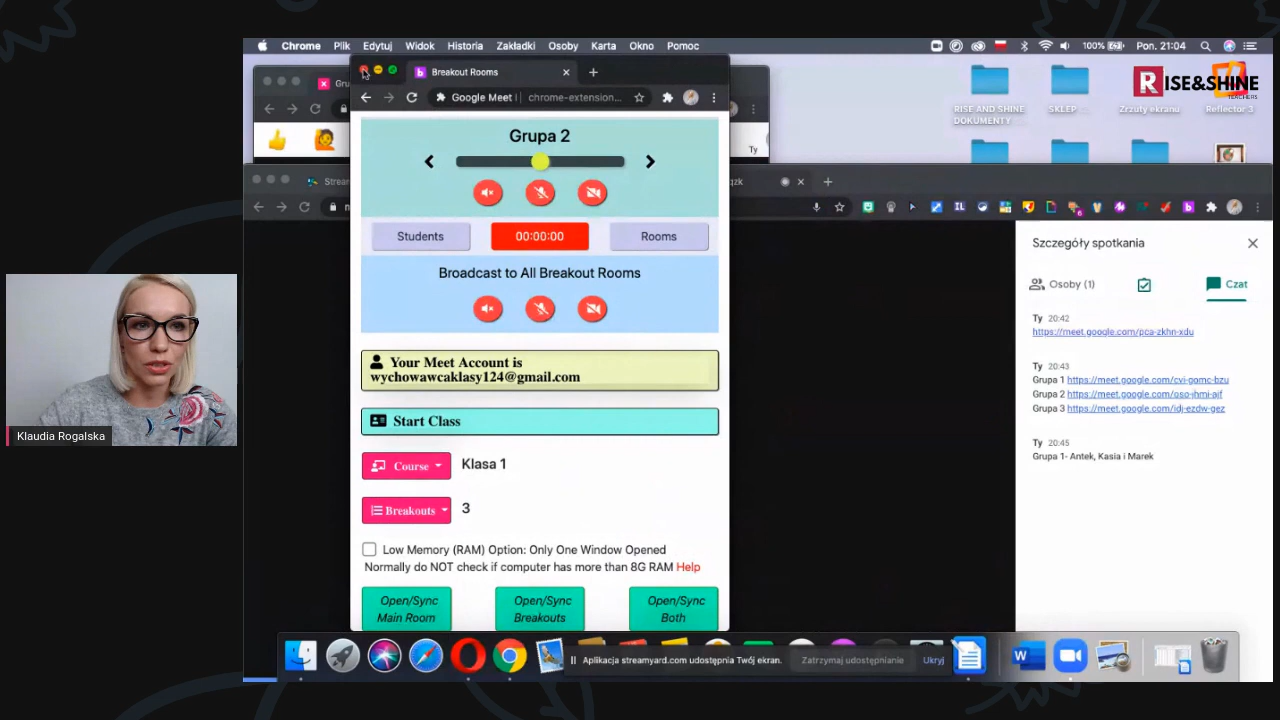 Chrome Plik Edytuj Widok Historia Zakładki Osoby Karta Okno Pomoc
100% Pon. 21:04
RISE&SHINE
TEACHERS
RISE AND SHINE
DOKUMENTY
SKLEP
Zrzuty ekranu
Reflector 3
Breakout Rooms
Google Meet
chrome-extension...
Ty
Grupa 2
Students
00:00:00
Rooms
Broadcast to All Breakout Rooms
Your Meet Account is
wychowawcaklasy124@gmail.com
Start Class
Course
Klasa 1
Breakouts
3
Low Memory (RAM) Option: Only One Window Opened
Normally do NOT check if computer has more than 8G RAM Help
Open/Sync
Main Room
Open/Sync
Breakouts
Open/Sync
Both
Szczegóły spotkania
Osoby (1)
Czat
Ty 20:42
https://meet.google.com/pca-zkhn-xdu
Ty 20:43
Grupa 1 https://meet.google.com/cvj-gomc-bzu
Grupa 2 https://meet.google.com/oso-jhmi-ajf
Grupa 3 https://meet.google.com/idj-ezdw-gez
Ty 20:45
Grupa 1- Antek, Kasia i Marek
Klaudia Rogalska
Aplikacja streamyard.com udostępnia Twój ekran.
Zatrzymaj udostępnianie
Ukryj